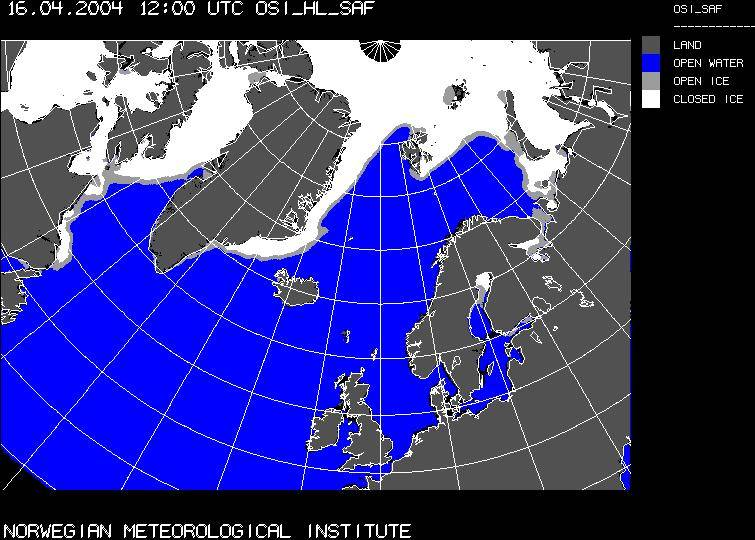 16.04.2004 12:00 UTC OSI_HL_SAF
OSI_SAF
LAND
OPEN WATER
OPEN ICE
CLOSED ICE
NORWEGIAN METEOROLOGICAL INSTITUTE